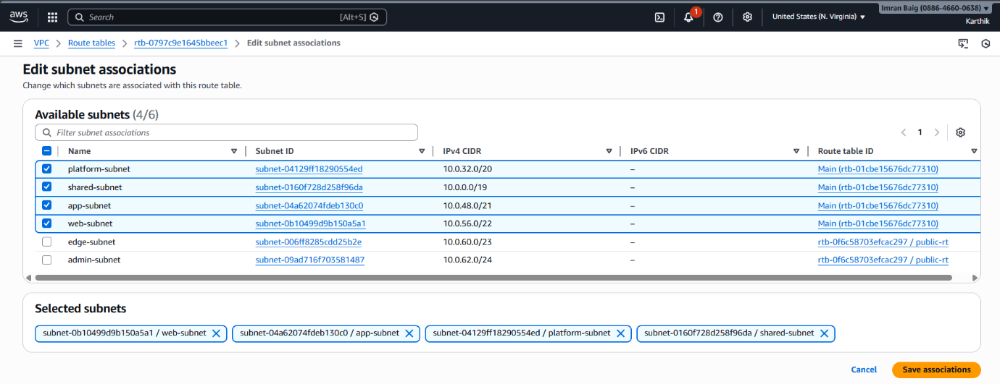 aws Search [Alt+S] 1 United States (N. Virginia) Imran Baig (0886-4660-0638)
Karthik
VPC Route tables rtb-0797c9e1645bbeec1 Edit subnet associations
Edit subnet associations
Change which subnets are associated with this route table.
Available subnets (4/6)
Filter subnet associations 1
Name Subnet ID IPv4 CIDR IPv6 CIDR Route table ID
platform-subnet subnet-04129ff18290554ed 10.0.32.0/20 – Main (rtb-01cbe15676dc77310)
shared-subnet subnet-0160f728d258f96da 10.0.0.0/19 – Main (rtb-01cbe15676dc77310)
app-subnet subnet-04a62074fdeb130c0 10.0.48.0/21 – Main (rtb-01cbe15676dc77310)
web-subnet subnet-0b10499d9b150a5a1 10.0.56.0/22 – Main (rtb-01cbe15676dc77310)
edge-subnet subnet-006ff8285cdd25b2e 10.0.60.0/23 – rtb-0f6c58703efcac297 / public-rt
admin-subnet subnet-09ad716f703581487 10.0.62.0/24 – rtb-0f6c58703efcac297 / public-rt
Selected subnets
subnet-0b10499d9b150a5a1 / web-subnet subnet-04a62074fdeb130c0 / app-subnet subnet-04129ff18290554ed / platform-subnet subnet-0160f728d258f96da / shared-subnet
Cancel Save associations